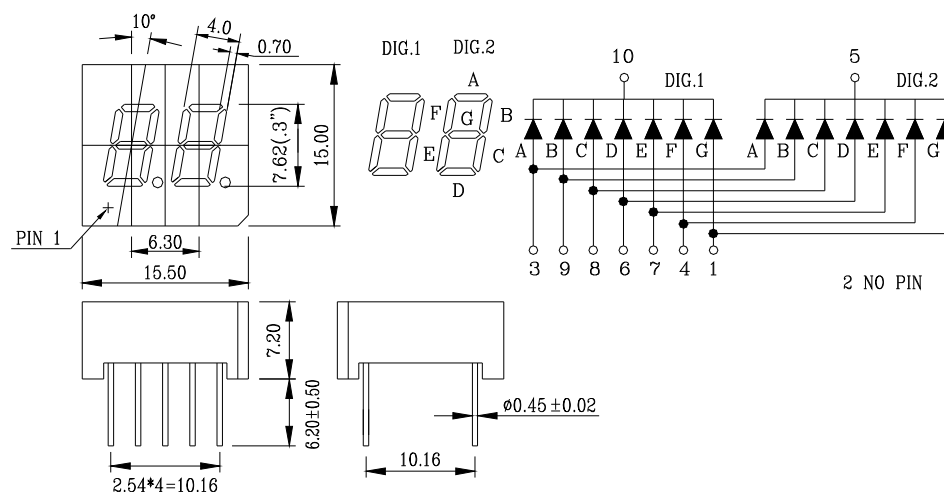 10°
4.0
0.70
7.62(.3")
15.00
PIN 1
6.30
15.50
DIG.1 DIG.2
A
F G B
E C
D
10 DIG.1 5 DIG.2
A B C D E F G A B C D E F G
3 9 8 6 7 4 1
2 NO PIN
7.20
6.20±0.50
2.54*4=10.16
ø0.45±0.02
10.16